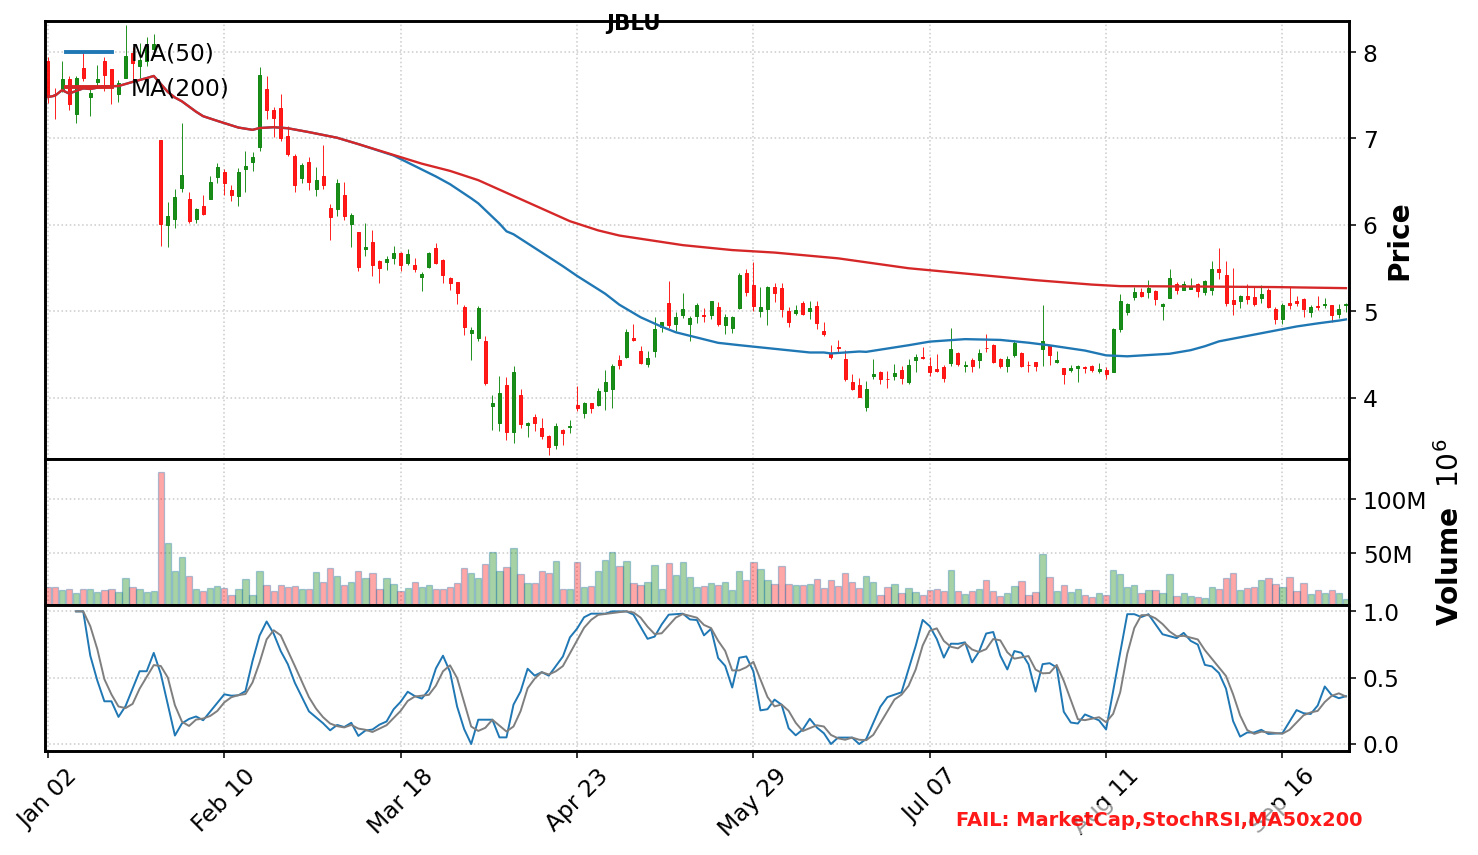 JBLU
MA(50)
MA(200)
8
7
6
5
4
Price
100M
50M
Volume 10⁶
1.0
0.5
0.0
Jan 02
Feb 10
Mar 18
Apr 23
May 29
Jul 07
Aug 11
Sep 16
FAIL: MarketCap,StochRSI,MA50x200